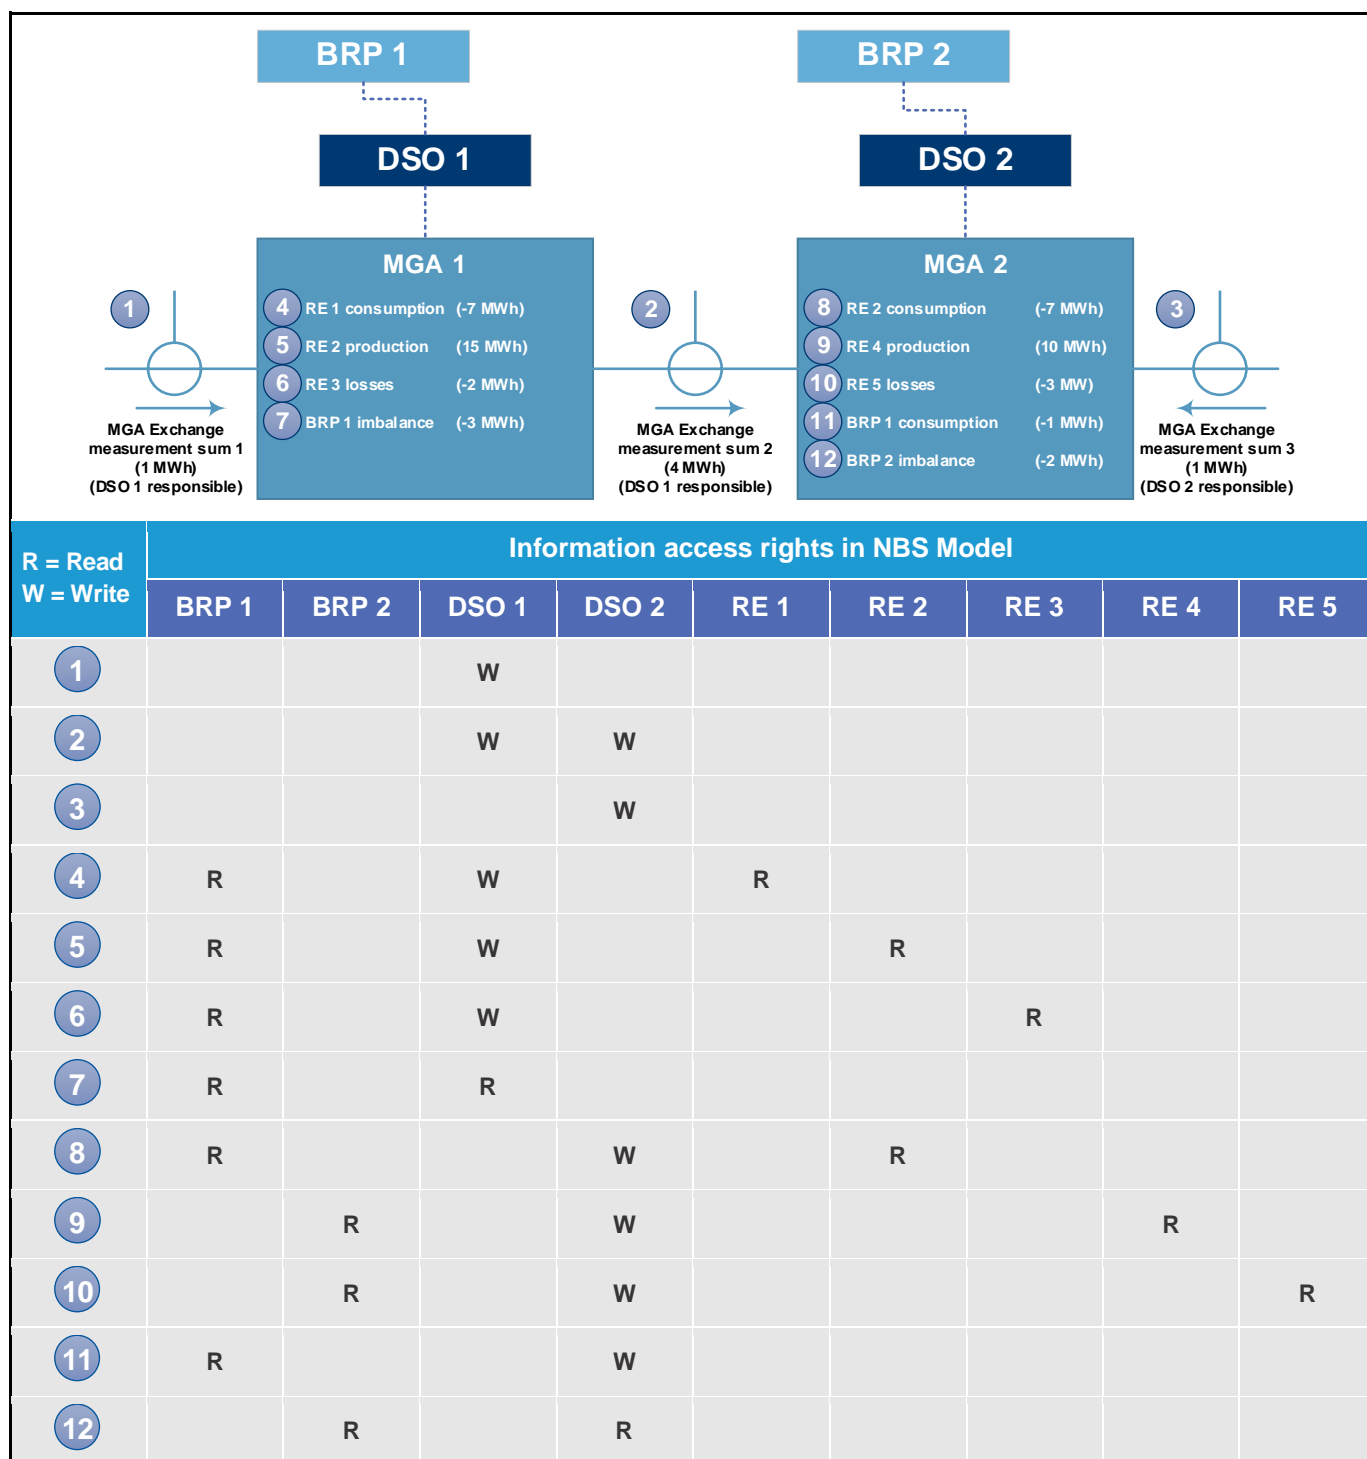 BRP 1
BRP 2
DSO 1
DSO 2
MGA 1
MGA 2
1
4 RE 1 consumption (-7 MWh)
5 RE 2 production (15 MWh)
6 RE 3 losses (-2 MWh)
7 BRP 1 imbalance (-3 MWh)
2
8 RE 2 consumption (-7 MWh)
9 RE 4 production (10 MWh)
10 RE 5 losses (-3 MW)
11 BRP 1 consumption (-1 MWh)
12 BRP 2 imbalance (-2 MWh)
3
MGA Exchange
measurement sum 1
(1 MWh)
(DSO 1 responsible)
MGA Exchange
measurement sum 2
(4 MWh)
(DSO 1 responsible)
MGA Exchange
measurement sum 3
(1 MWh)
(DSO 2 responsible)
R = Read
W = Write
Information access rights in NBS Model
BRP 1 BRP 2 DSO 1 DSO 2 RE 1 RE 2 RE 3 RE 4 RE 5
1 W
2 W W
3 W
4 R W R
5 R W R
6 R W R
7 R R
8 R W R
9 R W R
10 R W R
11 R W
12 R R